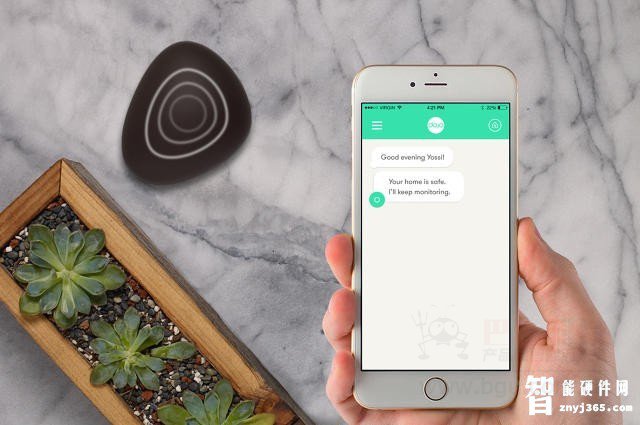 VIRGIN 4:21 PM 22%
dojo
Good evening Yossi!
Your home is safe.
I'll keep monitoring.
智能硬件网
znyj365.com